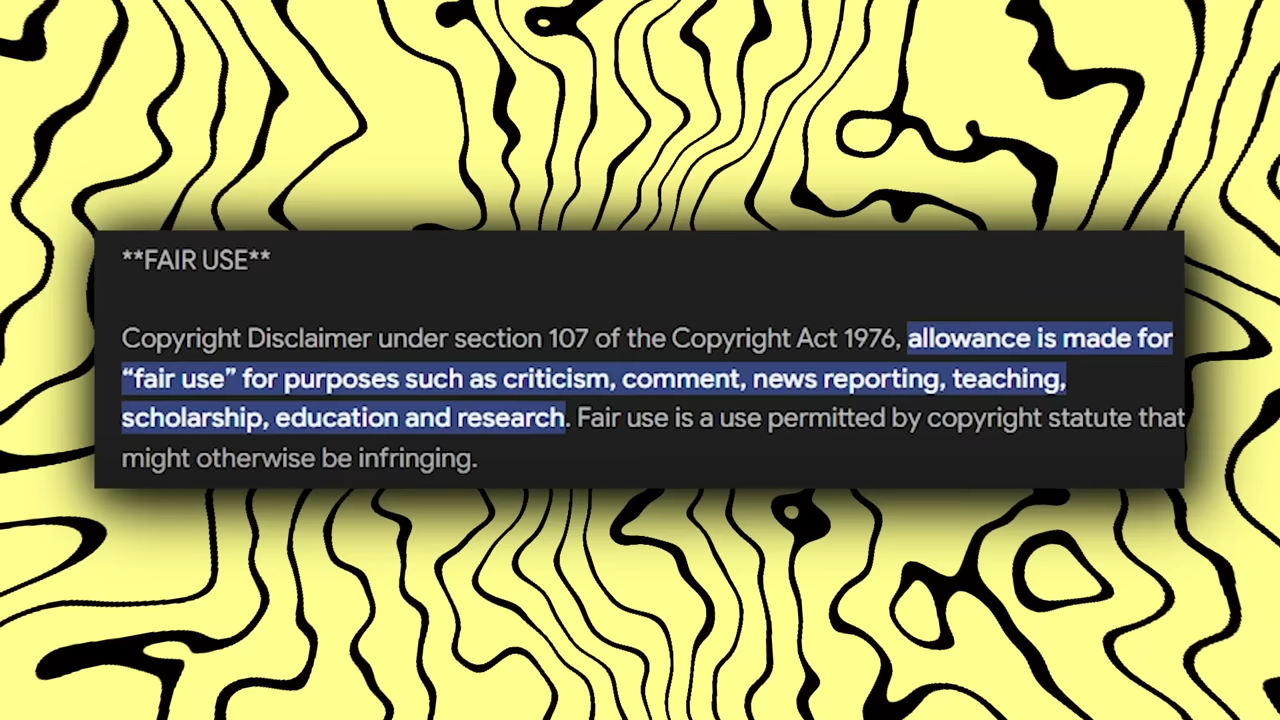 **FAIR USE**
Copyright Disclaimer under section 107 of the Copyright Act 1976, allowance is made for
“fair use” for purposes such as criticism, comment, news reporting, teaching,
scholarship, education and research. Fair use is a use permitted by copyright statute that
might otherwise be infringing.